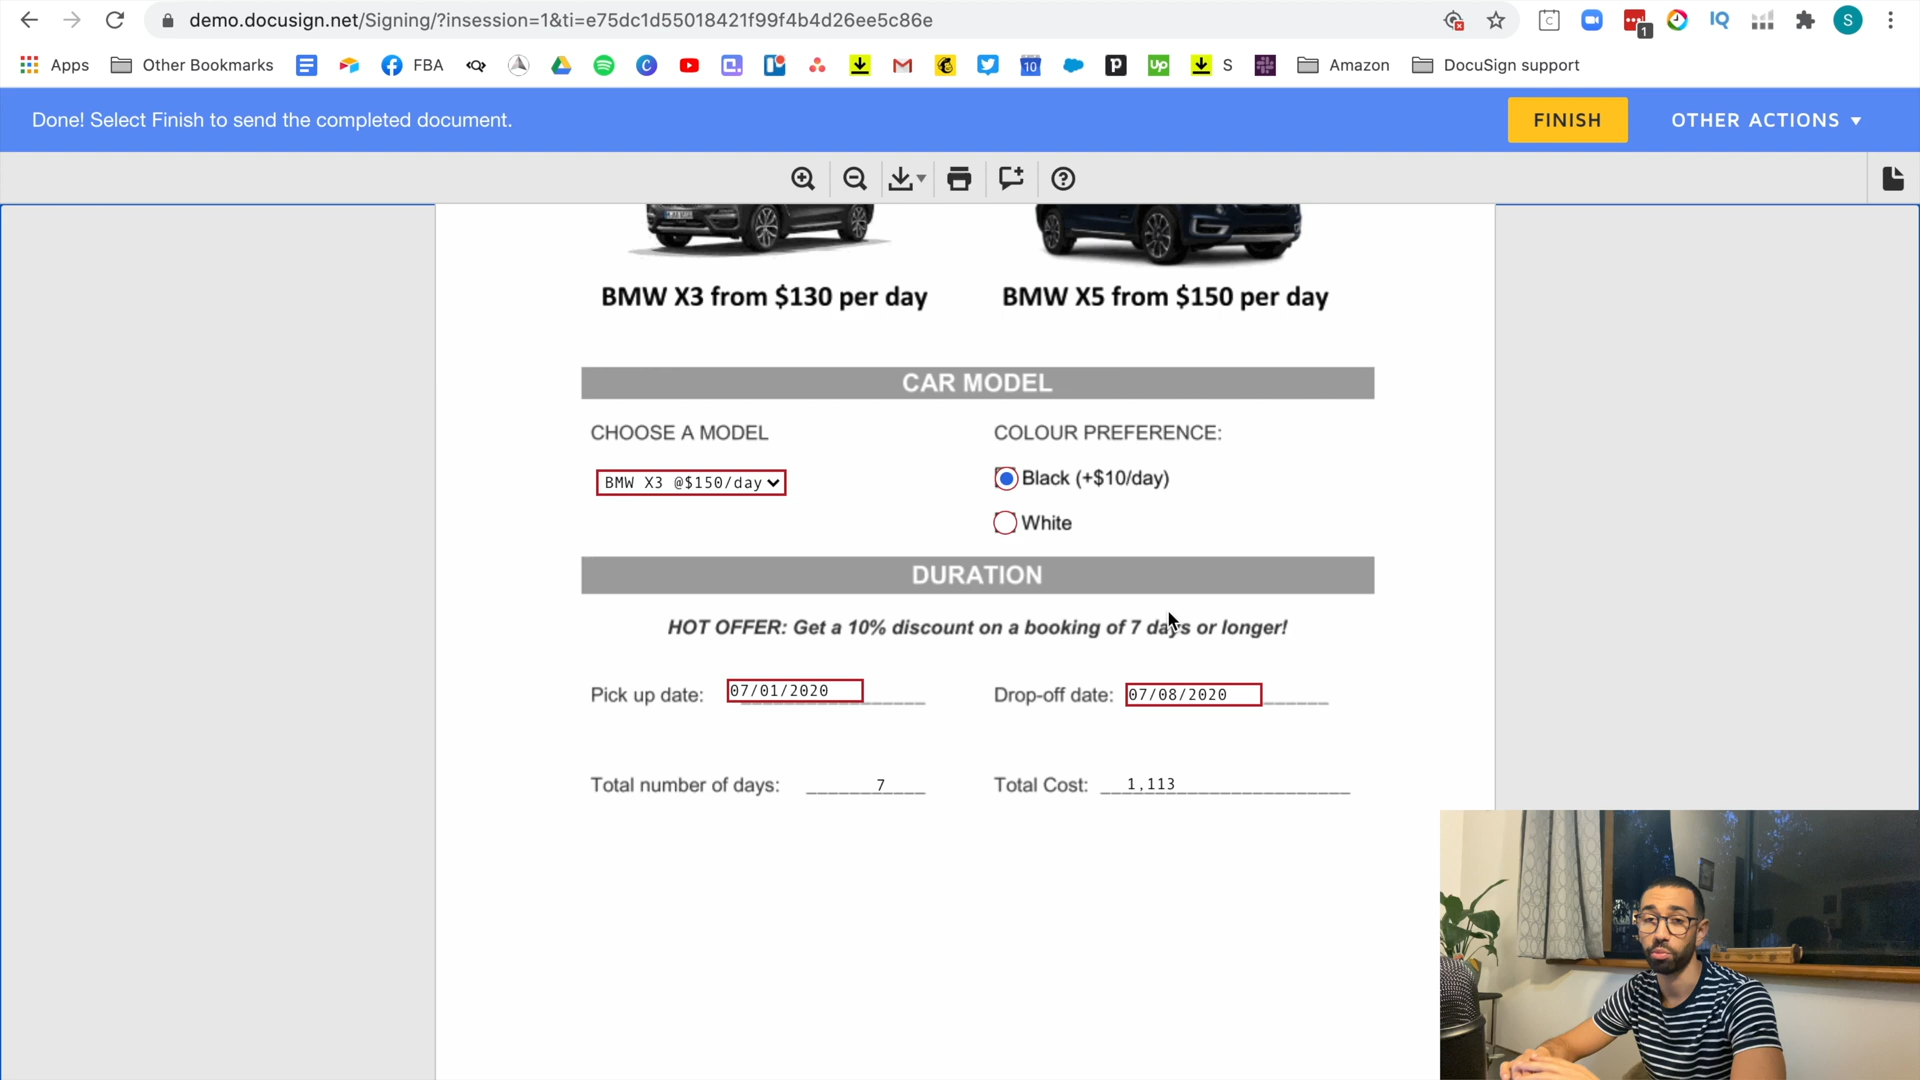 demo.docusign.net/Signing/?insession=1&ti=e75dc1d55018421f99f4b4d26ee5c86e
S
1
Apps
Other Bookmarks
FBA
10
up
S
Amazon
DocuSign support
Done! Select Finish to send the completed document.
FINISH
OTHER ACTIONS
BMW X3 from $130 per day
BMW X5 from $150 per day
CAR MODEL
CHOOSE A MODEL
COLOUR PREFERENCE:
BMW X3 @$150/day
Black (+$10/day)
White
DURATION
HOT OFFER: Get a 10% discount on a booking of 7 days or longer!
Pick up date: 07/01/2020
Drop-off date: 07/08/2020
Total number of days: 7
Total Cost: 1,113